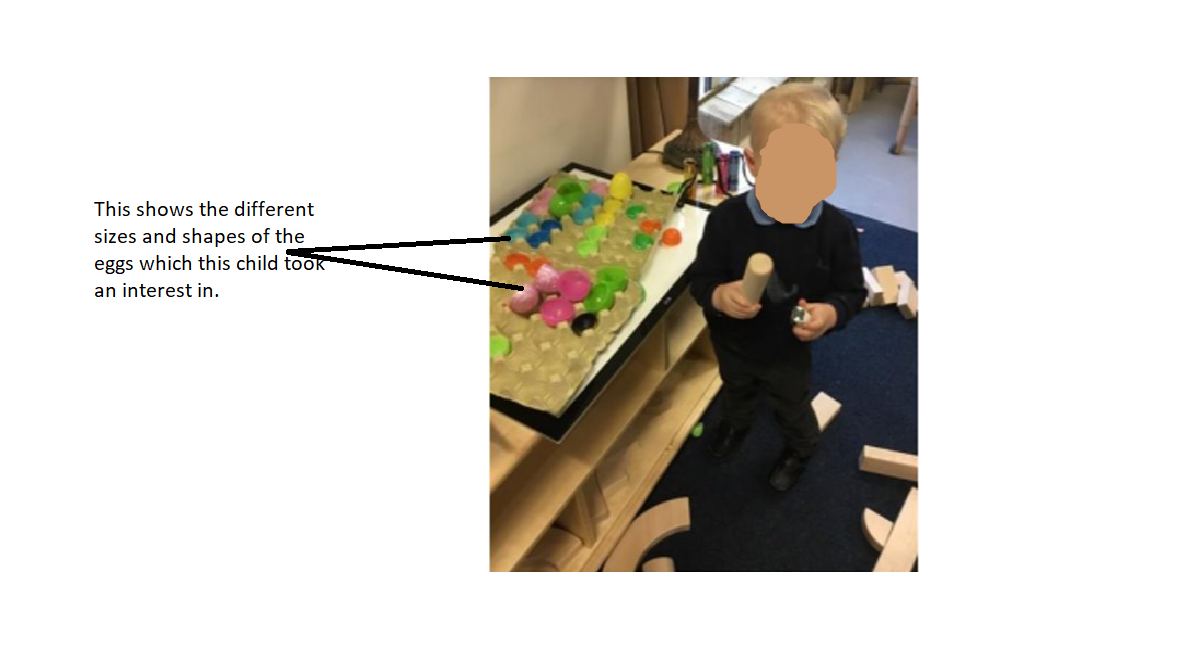 This shows the different
sizes and shapes of the
eggs which this child took
an interest in.